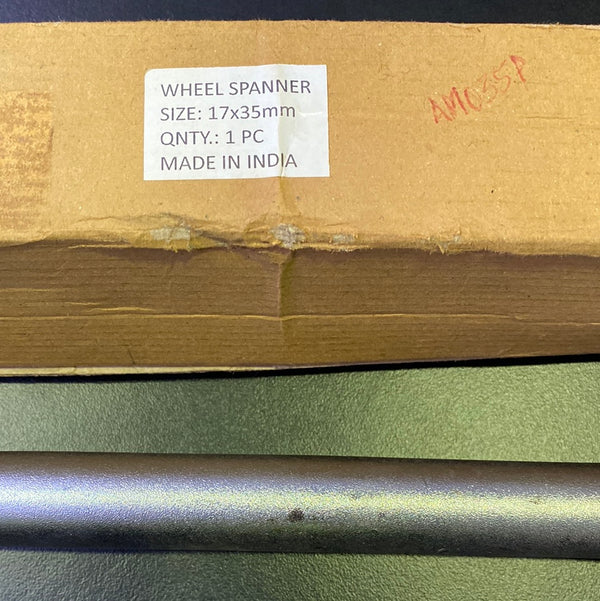 WHEEL SPANNER
SIZE: 17x35mm
QNTY.: 1 PC
MADE IN INDIA
AM035P